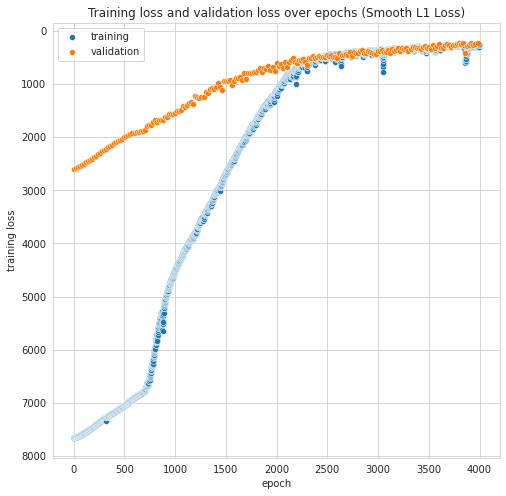 Training loss and validation loss over epochs (Smooth L1 Loss)
training
validation
0
1000
2000
3000
4000
5000
6000
7000
8000
training loss
0 500 1000 1500 2000 2500 3000 3500 4000
epoch